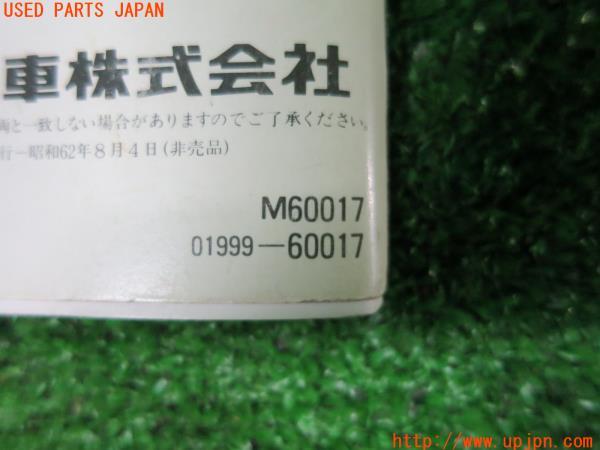 USED PARTS JAPAN
車株式会社
両と一致しない場合がありますのでご了承ください。
行－昭和62年8月4日(非売品)
M60017
01999－60017
http://www.upjpn.com